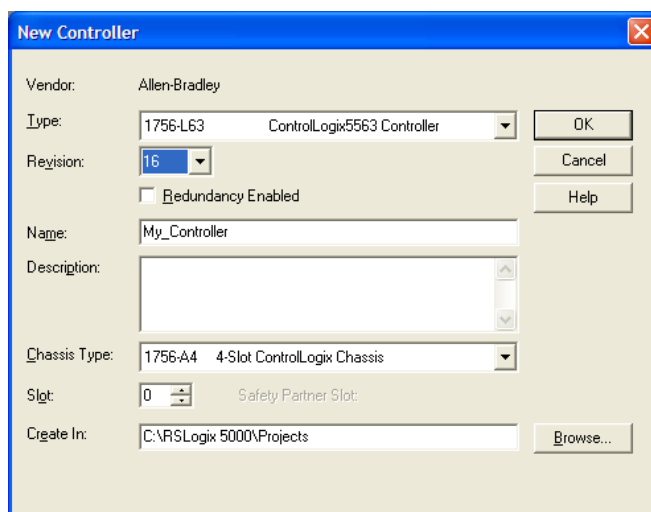 New Controller
Vendor: Allen-Bradley
Type: 1756-L63 ControlLogix5563 Controller OK
Revision: 16 Cancel
Redundancy Enabled Help
Name: My_Controller
Description:
Chassis Type: 1756-A4 4-Slot ControlLogix Chassis
Slot: 0 Safety Partner Slot:
Create In: C:\RSLogix 5000\Projects Browse...